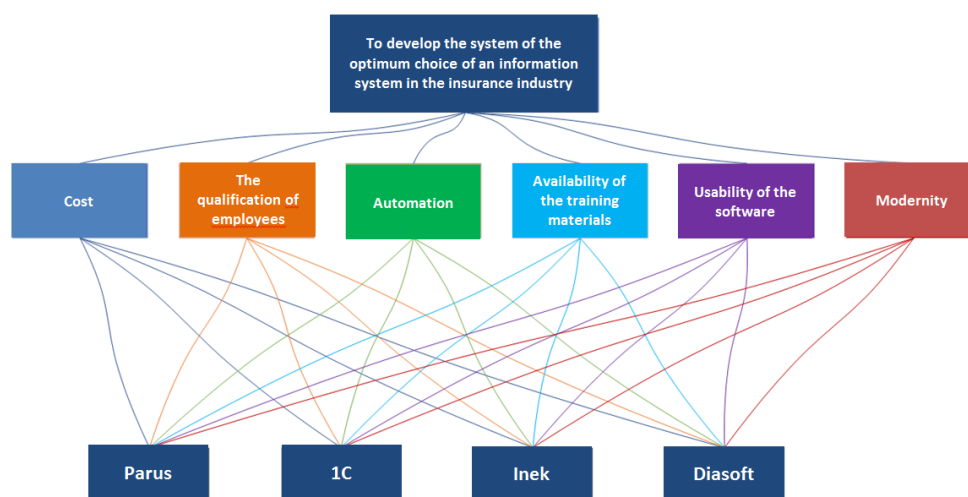 To develop the system of the
optimum choice of an information
system in the insurance industry
Cost
The
qualification of
employees
Automation
Availability of
the training
materials
Usability of the
software
Modernity
Parus
1C
Inek
Diasoft